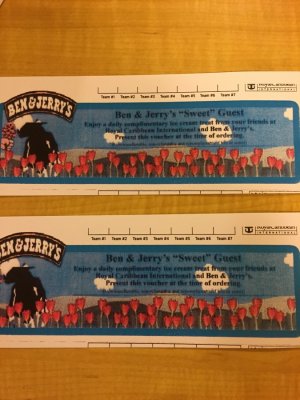 Team #1 Team #2 Team #3 Team #4 Team #5 Team #6 Team #7
INTERNATIONAL
BEN & JERRY'S
Ben & Jerry's "Sweet" Guest
Enjoy a daily complimentary ice cream treat from your friends at
Royal Caribbean International and Ben & Jerry's.
Present this voucher at the time of ordering.
Team #1 Team #2 Team #3 Team #4 Team #5 Team #6 Team #7
INTERNATIONAL
BEN & JERRY'S
Ben & Jerry's "Sweet" Guest
Enjoy a daily complimentary ice cream treat from your friends at
Royal Caribbean International and Ben & Jerry's.
Present this voucher at the time of ordering.